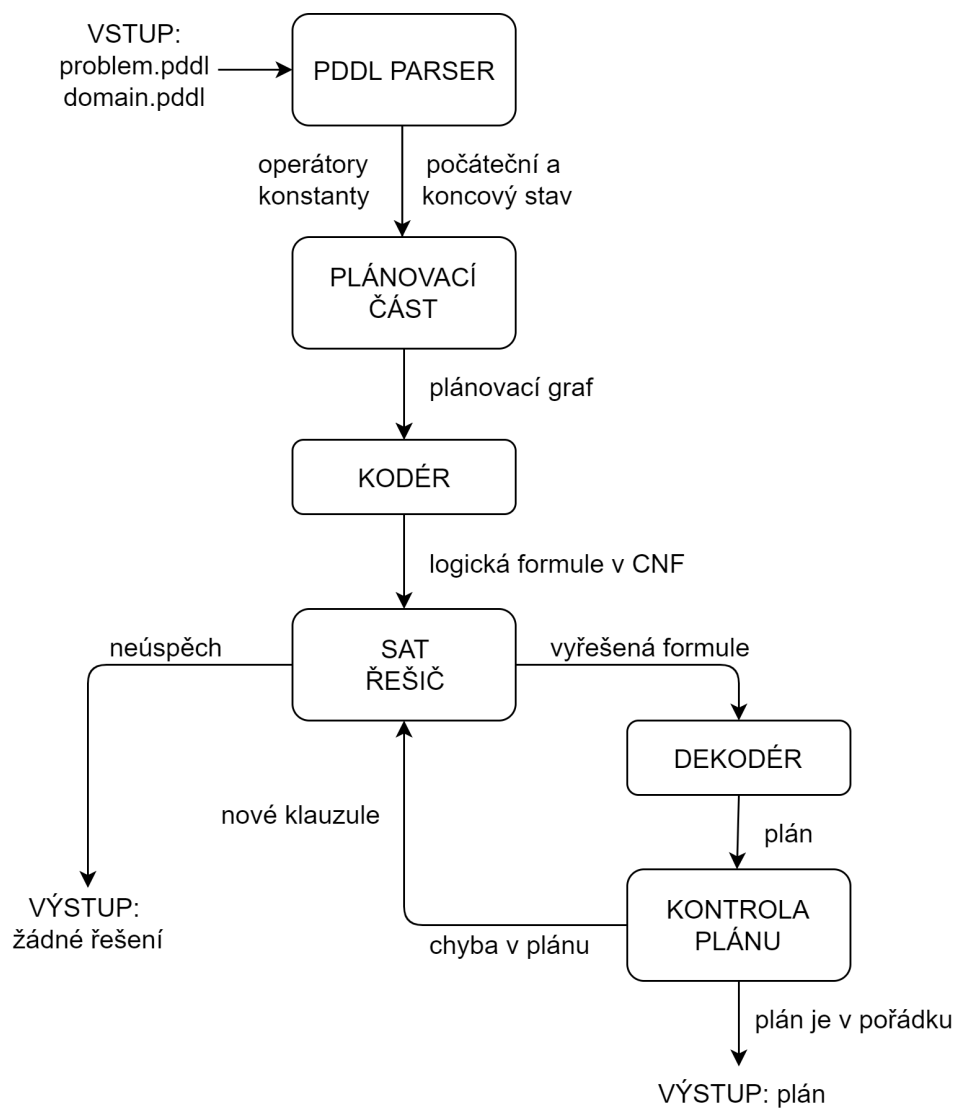 VSTUP:
problem.pddl
domain.pddl
PDDL PARSER
operátory
konstanty
počáteční a
koncový stav
PLÁNOVACÍ
ČÁST
plánovací graf
KODÉR
logická formule v CNF
neúspěch
SAT
ŘEŠIČ
vyřešená formule
DEKODÉR
nové klauzule
plán
VÝSTUP:
žádné řešení
KONTROLA
PLÁNU
chyba v plánu
plán je v pořádku
VÝSTUP: plán